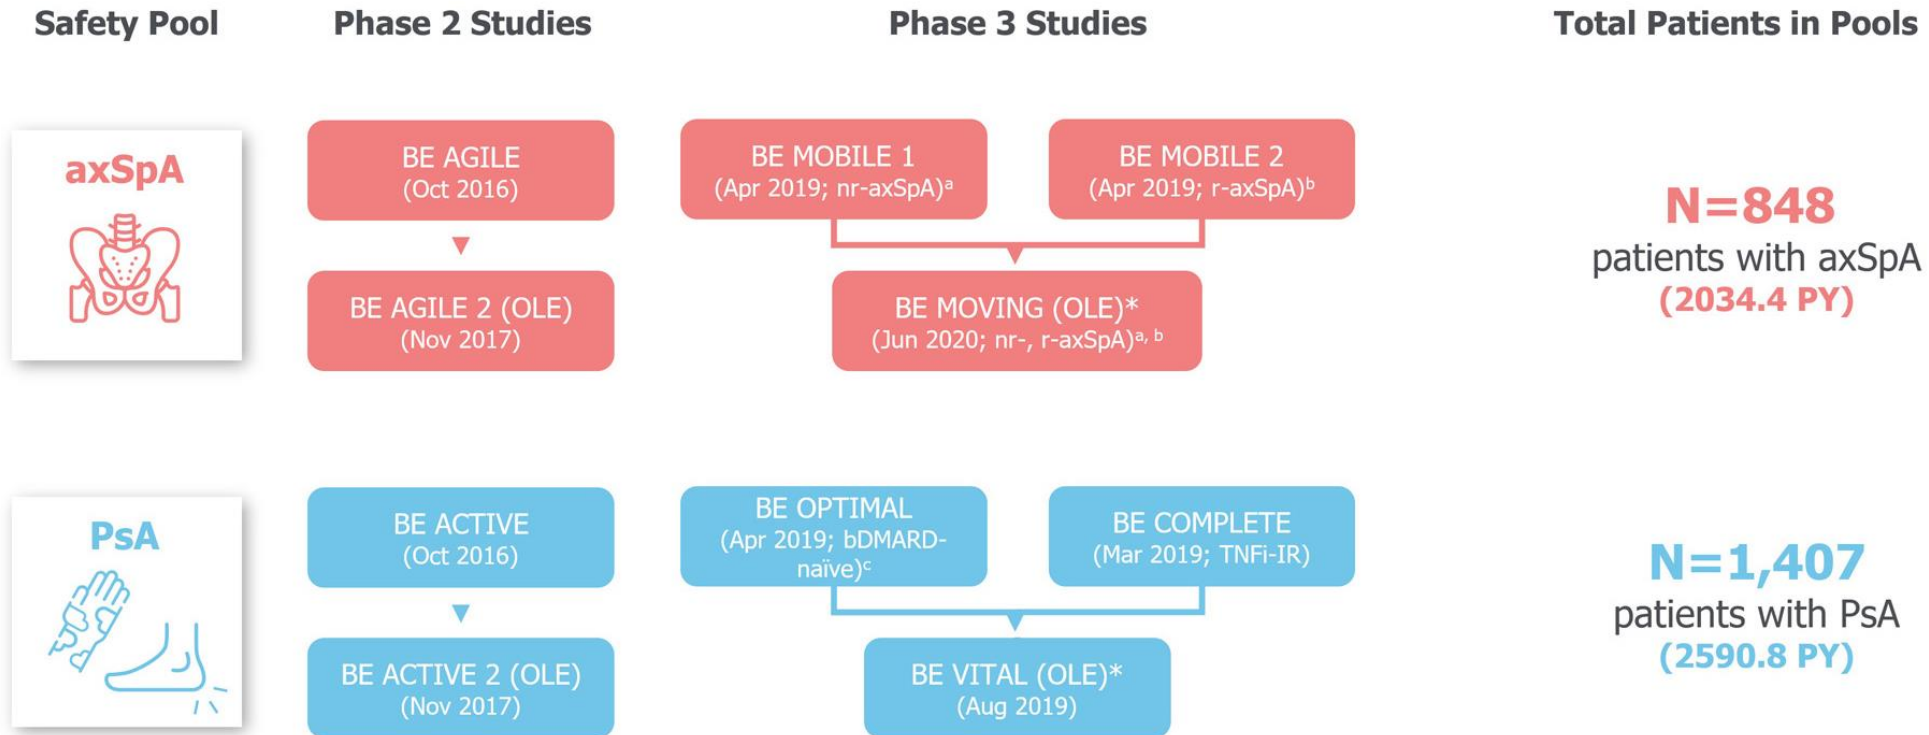 Safety Pool
Phase 2 Studies
Phase 3 Studies
Total Patients in Pools
axSpA
BE AGILE
(Oct 2016)
BE AGILE 2 (OLE)
(Nov 2017)
BE MOBILE 1
(Apr 2019; nr-axSpA)ᵃ
BE MOBILE 2
(Apr 2019; r-axSpA)ᵇ
BE MOVING (OLE)*
(Jun 2020; nr-, r-axSpA)ᵃ, ᵇ
N=848
patients with axSpA
(2034.4 PY)
PsA
BE ACTIVE
(Oct 2016)
BE ACTIVE 2 (OLE)
(Nov 2017)
BE OPTIMAL
(Apr 2019; bDMARD-
naïve)ᶜ
BE COMPLETE
(Mar 2019; TNFi-IR)
BE VITAL (OLE)*
(Aug 2019)
N=1,407
patients with PsA
(2590.8 PY)